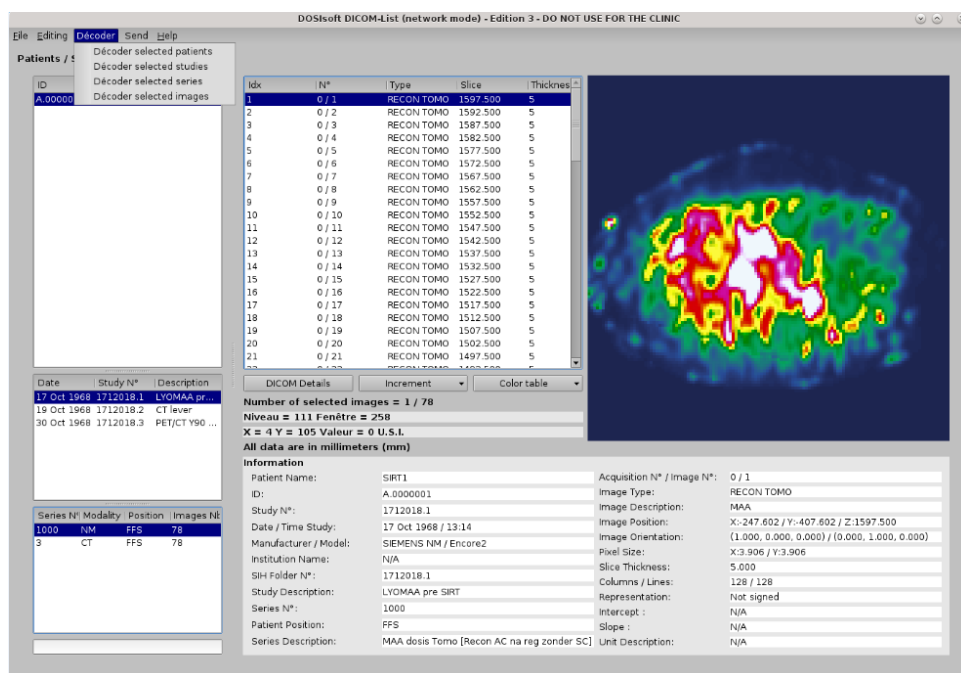 DOSIsoft DICOM-List (network mode) - Edition 3 - DO NOT USE FOR THE CLINIC
File Editing Décoder Send Help
Décoder selected patients
Décoder selected studies
Décoder selected series
Décoder selected images
Patients / S
ID
A.00000
Idx N° Type Slice Thicknes
1 0 / 1 RECON TOMO 1597.500 5
2 0 / 2 RECON TOMO 1592.500 5
3 0 / 3 RECON TOMO 1587.500 5
4 0 / 4 RECON TOMO 1582.500 5
5 0 / 5 RECON TOMO 1577.500 5
6 0 / 6 RECON TOMO 1572.500 5
7 0 / 7 RECON TOMO 1567.500 5
8 0 / 8 RECON TOMO 1562.500 5
9 0 / 9 RECON TOMO 1557.500 5
10 0 / 10 RECON TOMO 1552.500 5
11 0 / 11 RECON TOMO 1547.500 5
12 0 / 12 RECON TOMO 1542.500 5
13 0 / 13 RECON TOMO 1537.500 5
14 0 / 14 RECON TOMO 1532.500 5
15 0 / 15 RECON TOMO 1527.500 5
16 0 / 16 RECON TOMO 1522.500 5
17 0 / 17 RECON TOMO 1517.500 5
18 0 / 18 RECON TOMO 1512.500 5
19 0 / 19 RECON TOMO 1507.500 5
20 0 / 20 RECON TOMO 1502.500 5
21 0 / 21 RECON TOMO 1497.500 5
DICOM Details Increment Color table
Number of selected images = 1 / 78
Niveau = 111 Fenêtre = 258
X = 4 Y = 105 Valeur = 0 U.S.I.
All data are in millimeters (mm)
Date Study N° Description
17 Oct 1968 1712018.1 LYOMAA pr...
19 Oct 1968 1712018.2 CT lever
30 Oct 1968 1712018.3 PET/CT Y90 ...
Series N° Modality Position Images Nb
1000 NM FFS 78
3 CT FFS 78
Information
Patient Name: SIRT1
ID: A.0000001
Study N°: 1712018.1
Date / Time Study: 17 Oct 1968 / 13:14
Manufacturer / Model: SIEMENS NM / Encore2
Institution Name: N/A
SIH Folder N°: 1712018.1
Study Description: LYOMAA pre SIRT
Series N°: 1000
Patient Position: FFS
Series Description: MAA dosis Tomo [Recon AC na reg zonder SC]
Acquisition N° / Image N°: 0 / 1
Image Type: RECON TOMO
Image Description: MAA
Image Position: X:-247.602 / Y:-407.602 / Z:1597.500
Image Orientation: (1.000, 0.000, 0.000) / (0.000, 1.000, 0.000)
Pixel Size: X:3.906 / Y:3.906
Slice Thickness: 5.000
Columns / Lines: 128 / 128
Representation: Not signed
Intercept : N/A
Slope : N/A
Unit Description: N/A